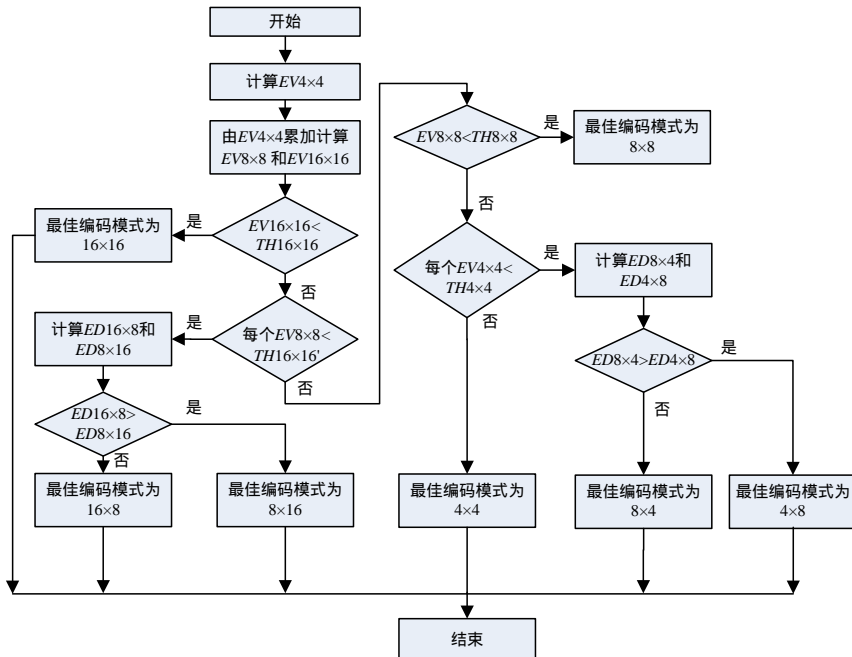 开始
计算EV4×4
由EV4×4累加计算
EV8×8 和EV16×16
EV16×16<
TH16×16
是
最佳编码模式为
16×16
否
每个EV8×8<
TH16×16'
是
计算ED16×8和
ED8×16
否
ED16×8>
ED8×16
是
否
最佳编码模式为
16×8
最佳编码模式为
8×16
EV8×8<TH8×8
是
最佳编码模式为
8×8
否
每个EV4×4<
TH4×4
是
计算ED8×4和
ED4×8
否
ED8×4>ED4×8
是
否
最佳编码模式为
4×4
最佳编码模式为
8×4
最佳编码模式为
4×8
结束